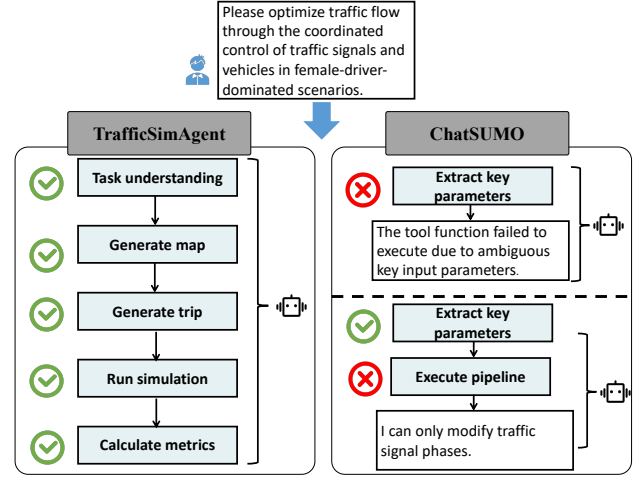 Please optimize traffic flow
through the coordinated
control of traffic signals and
vehicles in female-driver-
dominated scenarios.
TrafficSimAgent
Task understanding
Generate map
Generate trip
Run simulation
Calculate metrics
ChatSUMO
Extract key
parameters
The tool function failed to
execute due to ambiguous
key input parameters.
Extract key
parameters
Execute pipeline
I can only modify traffic
signal phases.